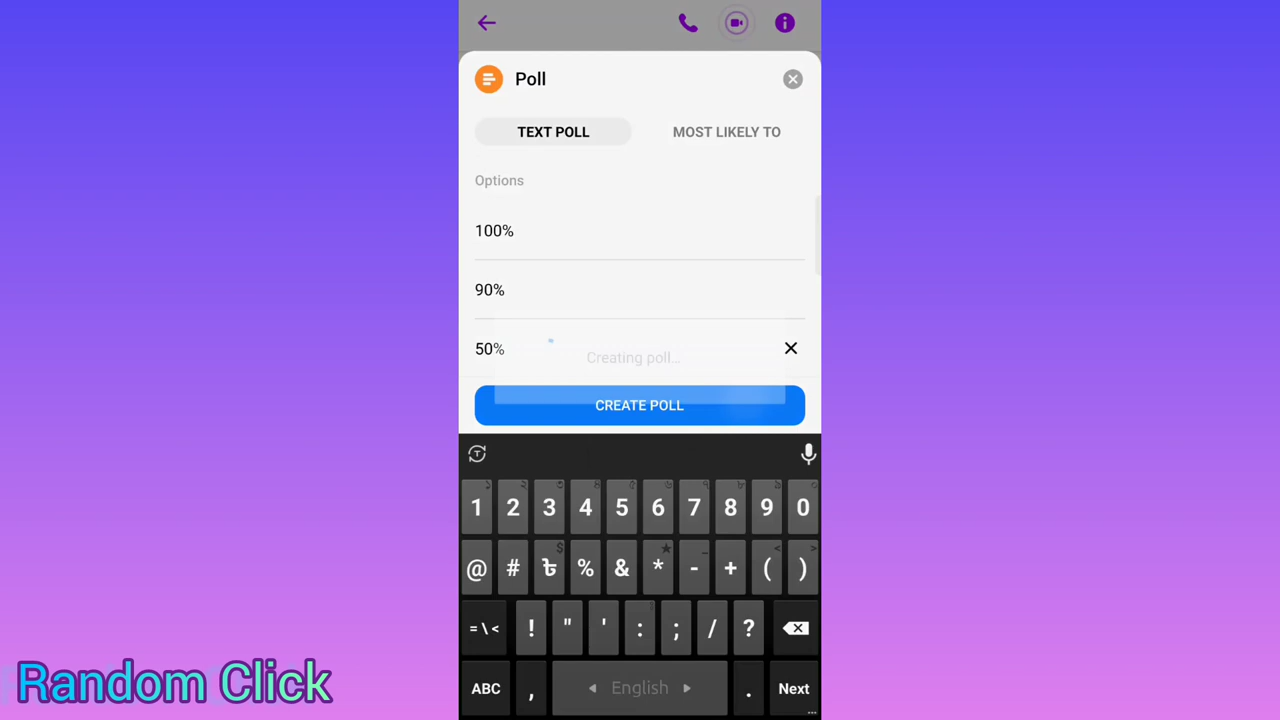 Poll
TEXT POLL MOST LIKELY TO
Options
100%
90%
50%
Creating poll...
CREATE POLL
1 2 3 4 5 6 7 8 9 0
@ # ৳ % & * - + ( )
= \ < ! " ' : ; / ?
ABC , English . Next
Random Click